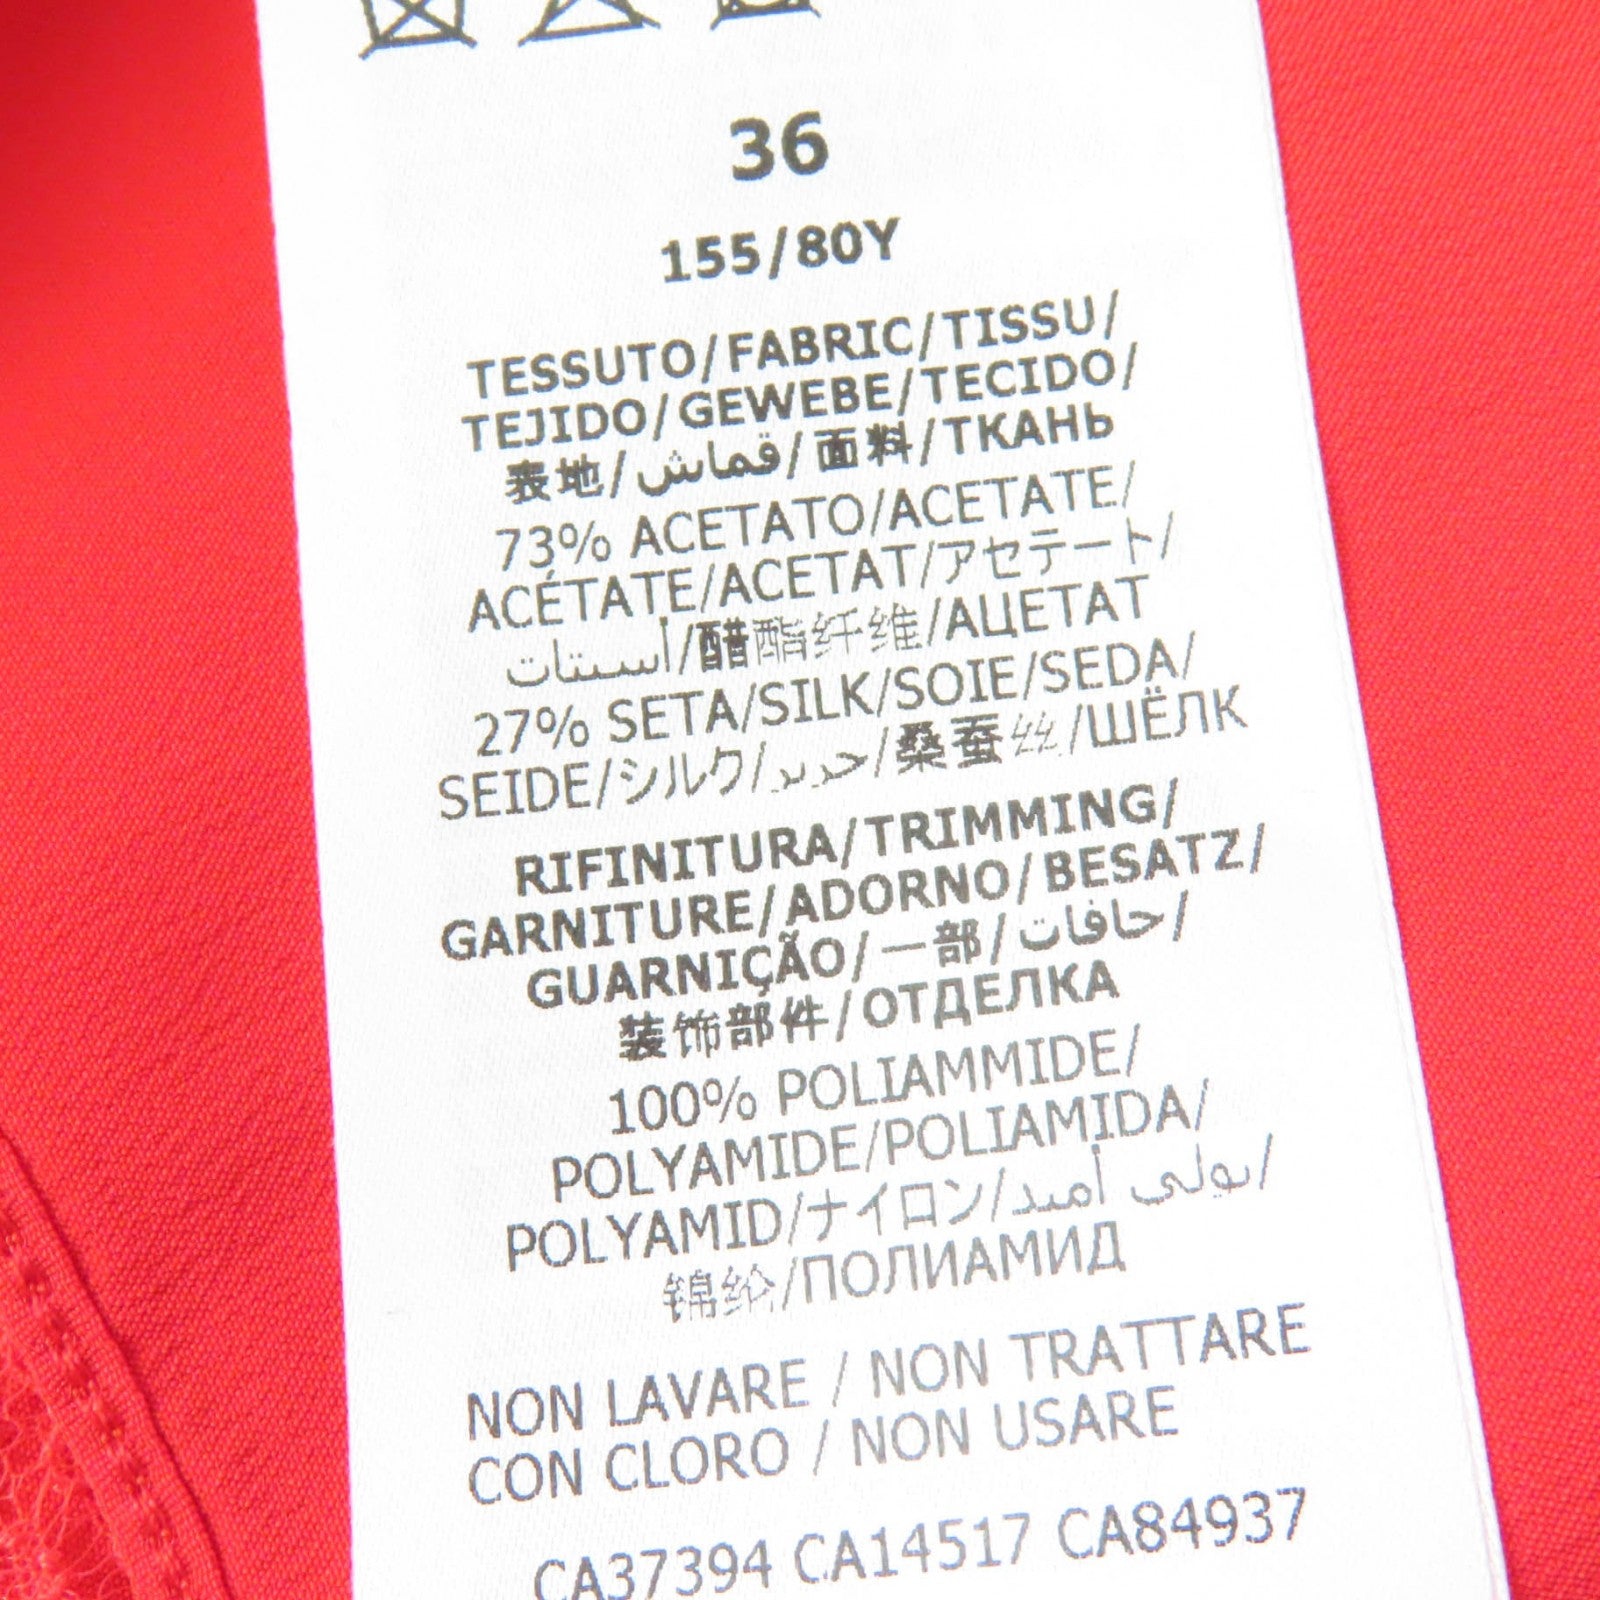 36
155/80Y
TESSUTO/FABRIC/TISSU/
TEJIDO/GEWEBE/TECIDO/
表地/قماش/面料/ТКАНЬ
73% ACETATO/ACETATE/
ACÉTATE/ACETAT/アセテート/
أستات/醋酯纤维/АЦЕТАТ
27% SETA/SILK/SOIE/SEDA/
SEIDE/シルク/حرير/桑蚕丝/ШЁЛК
RIFINITURA/TRIMMING/
GARNITURE/ADORNO/BESATZ/
GUARNIÇÃO/一部/حافات/
装饰部件/ОТДЕЛКА
100% POLIAMMIDE/
POLYAMIDE/POLIAMIDA/
POLYAMID/ナイロン/بولي أميد/
锦纶/ПОЛИАМИД
NON LAVARE / NON TRATTARE
CON CLORO / NON USARE
CA37394 CA14517 CA84937